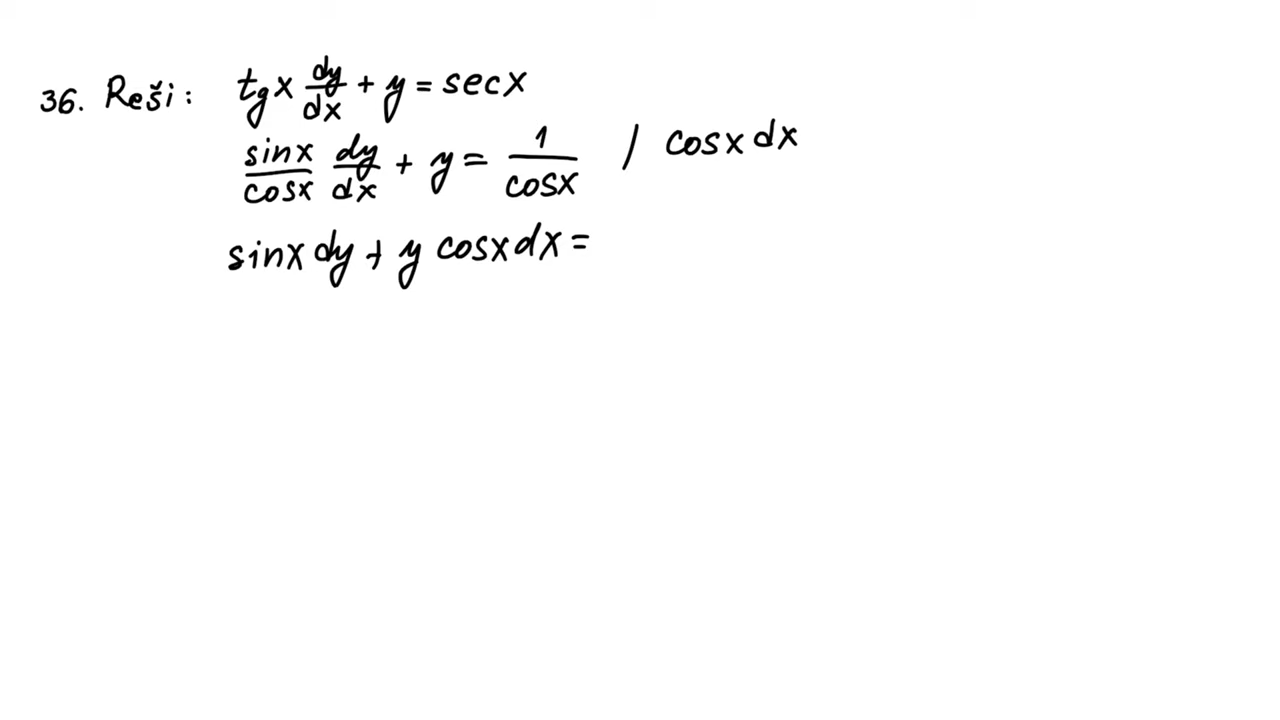 36. Reši: tgx dy/dx + y = secx
sinx/cosx dy/dx + y = 1/cosx / cosx dx
sinx dy + y cosx dx =